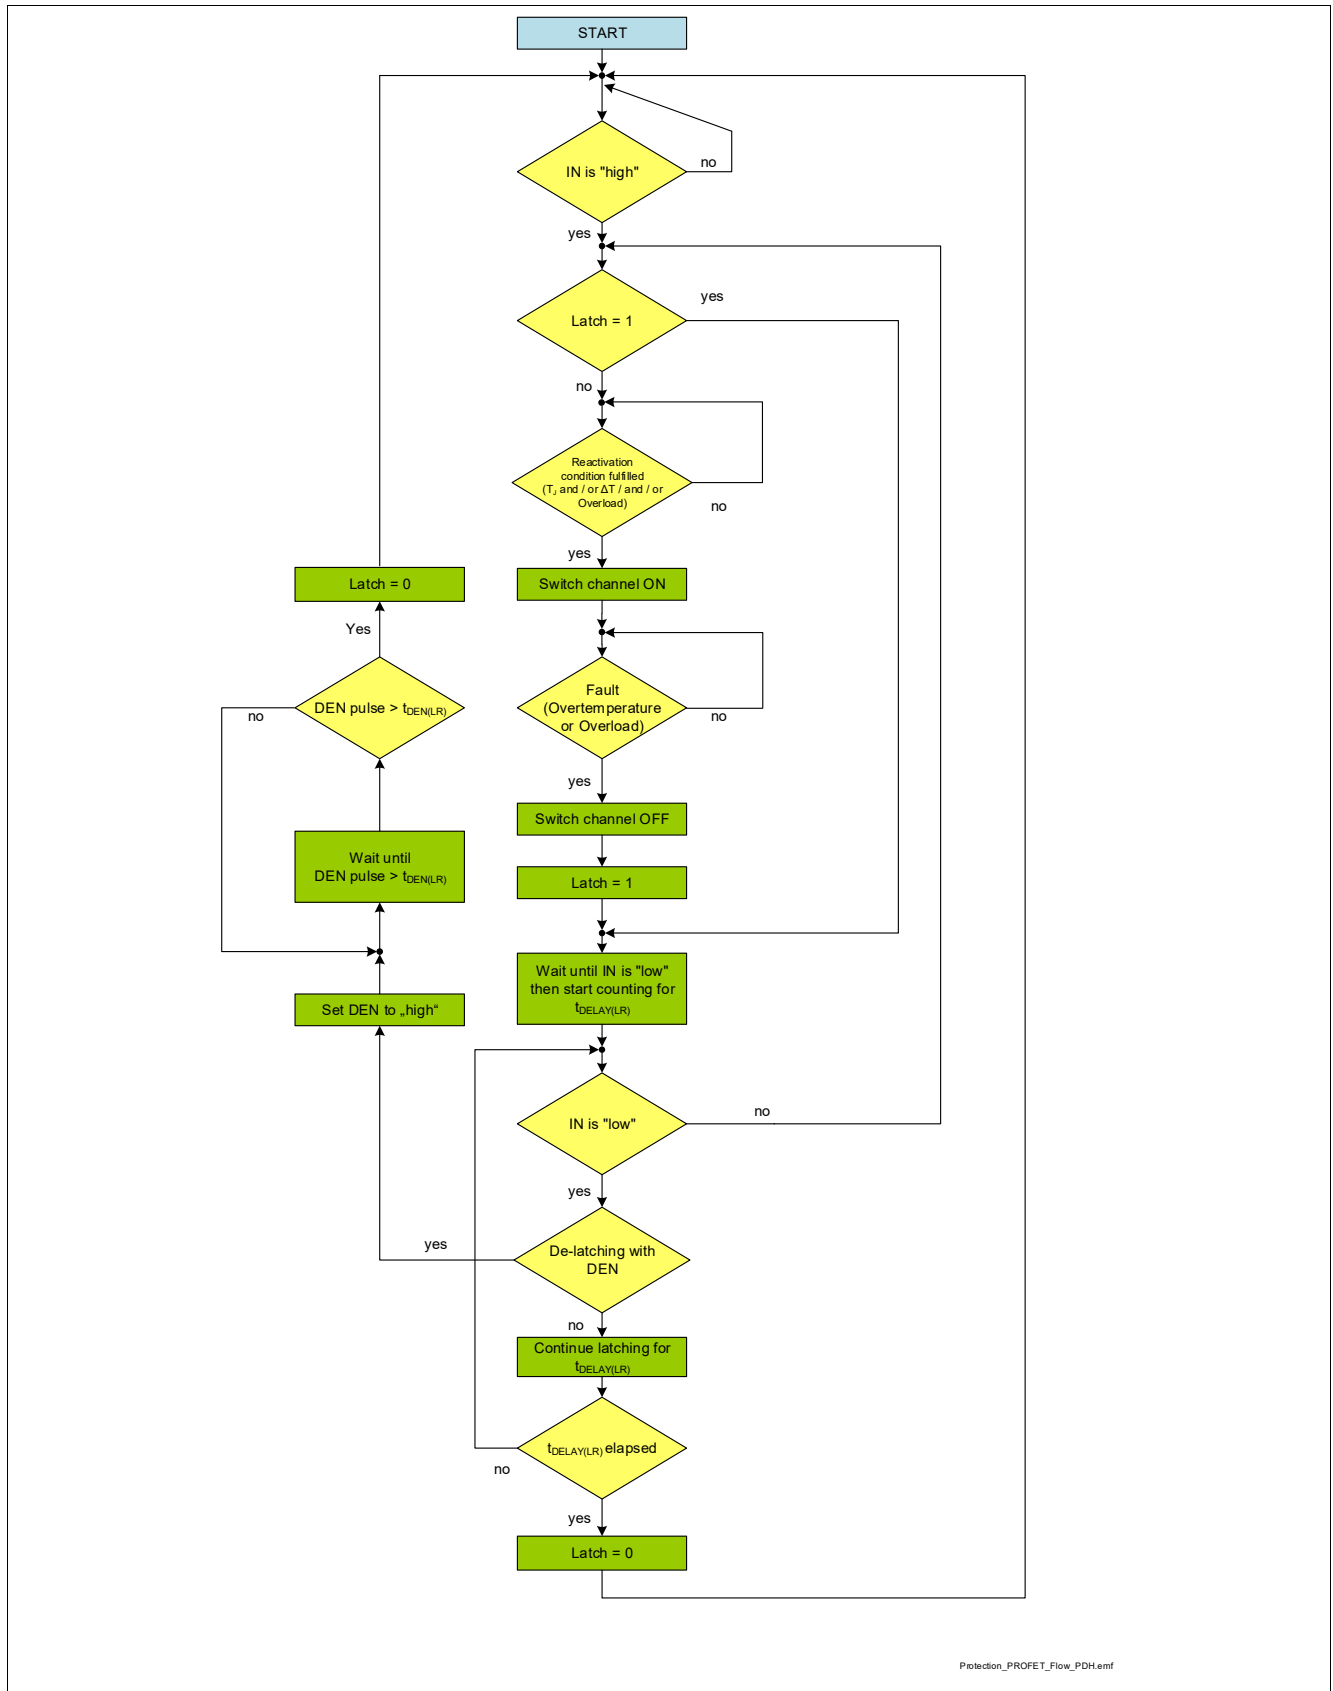 START
IN is "high"
no
yes
Latch = 1
yes
no
Reactivation
condition fulfilled
(TJ and / or ΔT / and / or
Overload)
no
yes
Switch channel ON
Fault
(Overtemperature
or Overload)
no
yes
Switch channel OFF
Latch = 1
Wait until IN is "low"
then start counting for
tDELAY(LR)
IN is "low"
no
yes
De-latching with
DEN
yes
no
Continue latching for
tDELAY(LR)
tDELAY(LR) elapsed
no
yes
Latch = 0
Set DEN to „high“
Wait until
DEN pulse > tDEN(LR)
DEN pulse > tDEN(LR)
no
Yes
Latch = 0
Protection_PROFET_Flow_PDH.emf